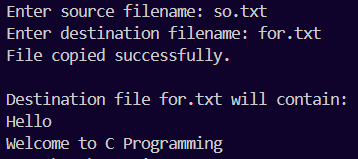 Enter source filename: so.txt
Enter destination filename: for.txt
File copied successfully.
Destination file for.txt will contain:
Hello
Welcome to C Programming